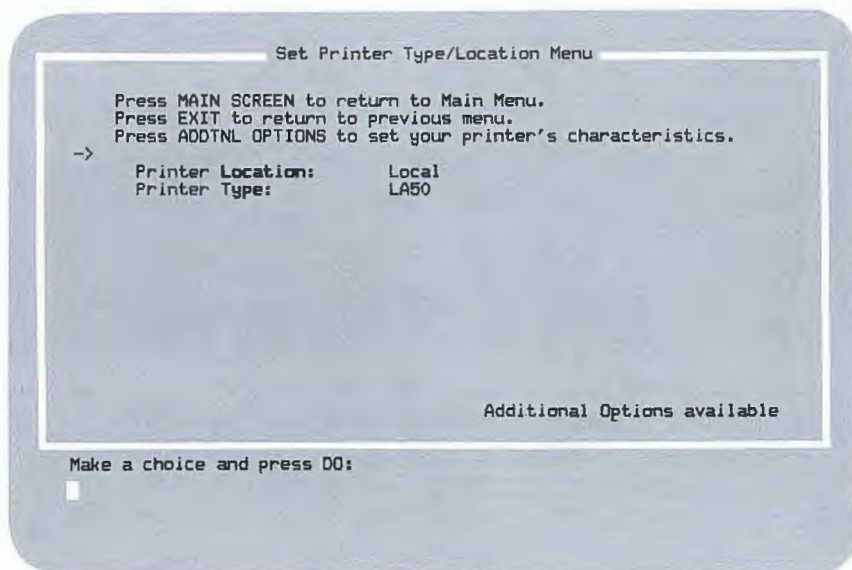 Set Printer Type/Location Menu
Press MAIN SCREEN to return to Main Menu.
Press EXIT to return to previous menu.
Press ADDTNL OPTIONS to set your printer's characteristics.
->
Printer Location: Local
Printer Type: LA50
Additional Options available
Make a choice and press DO: